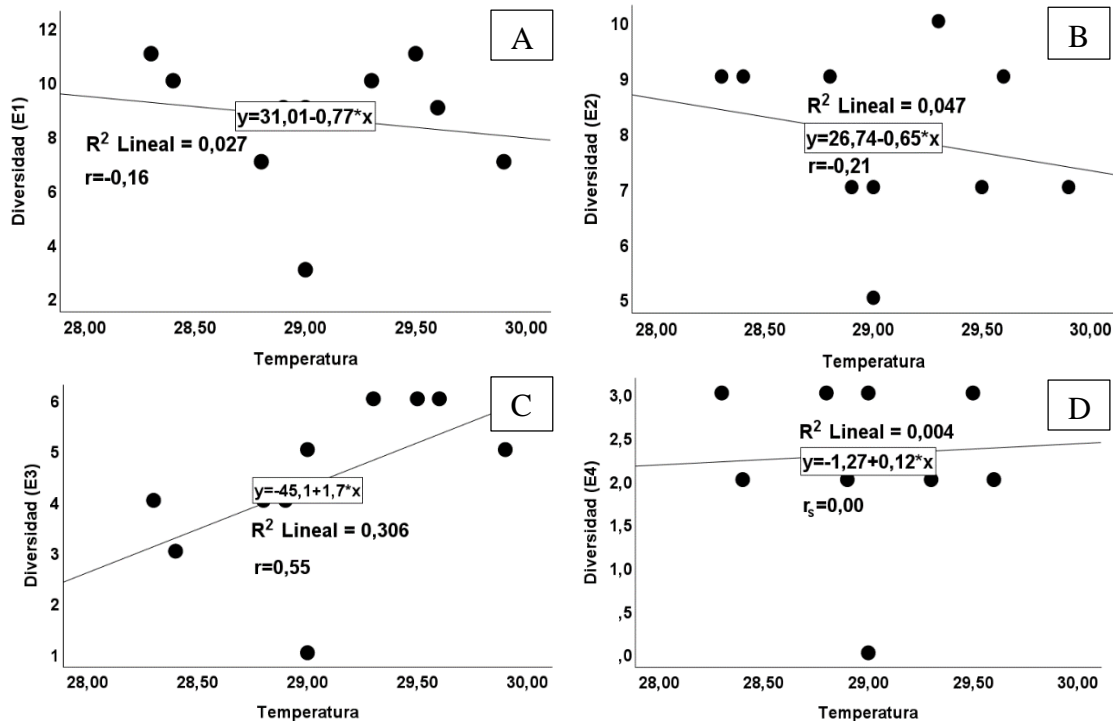 A
Diversidad (E1)
12
10
8
6
4
2
y=31,01-0,77*x
R² Lineal = 0,027
r=-0,16
28,00 28,50 29,00 29,50 30,00
Temperatura
B
Diversidad (E2)
10
9
8
7
6
5
R² Lineal = 0,047
y=26,74-0,65*x
r=-0,21
28,00 28,50 29,00 29,50 30,00
Temperatura
C
Diversidad (E3)
6
5
4
3
2
1
y=-45,1+1,7*x
R² Lineal = 0,306
r=0,55
28,00 28,50 29,00 29,50 30,00
Temperatura
D
Diversidad (E4)
3,0
2,5
2,0
1,5
1,0
,5
,0
R² Lineal = 0,004
y=-1,27+0,12*x
rs=0,00
28,00 28,50 29,00 29,50 30,00
Temperatura